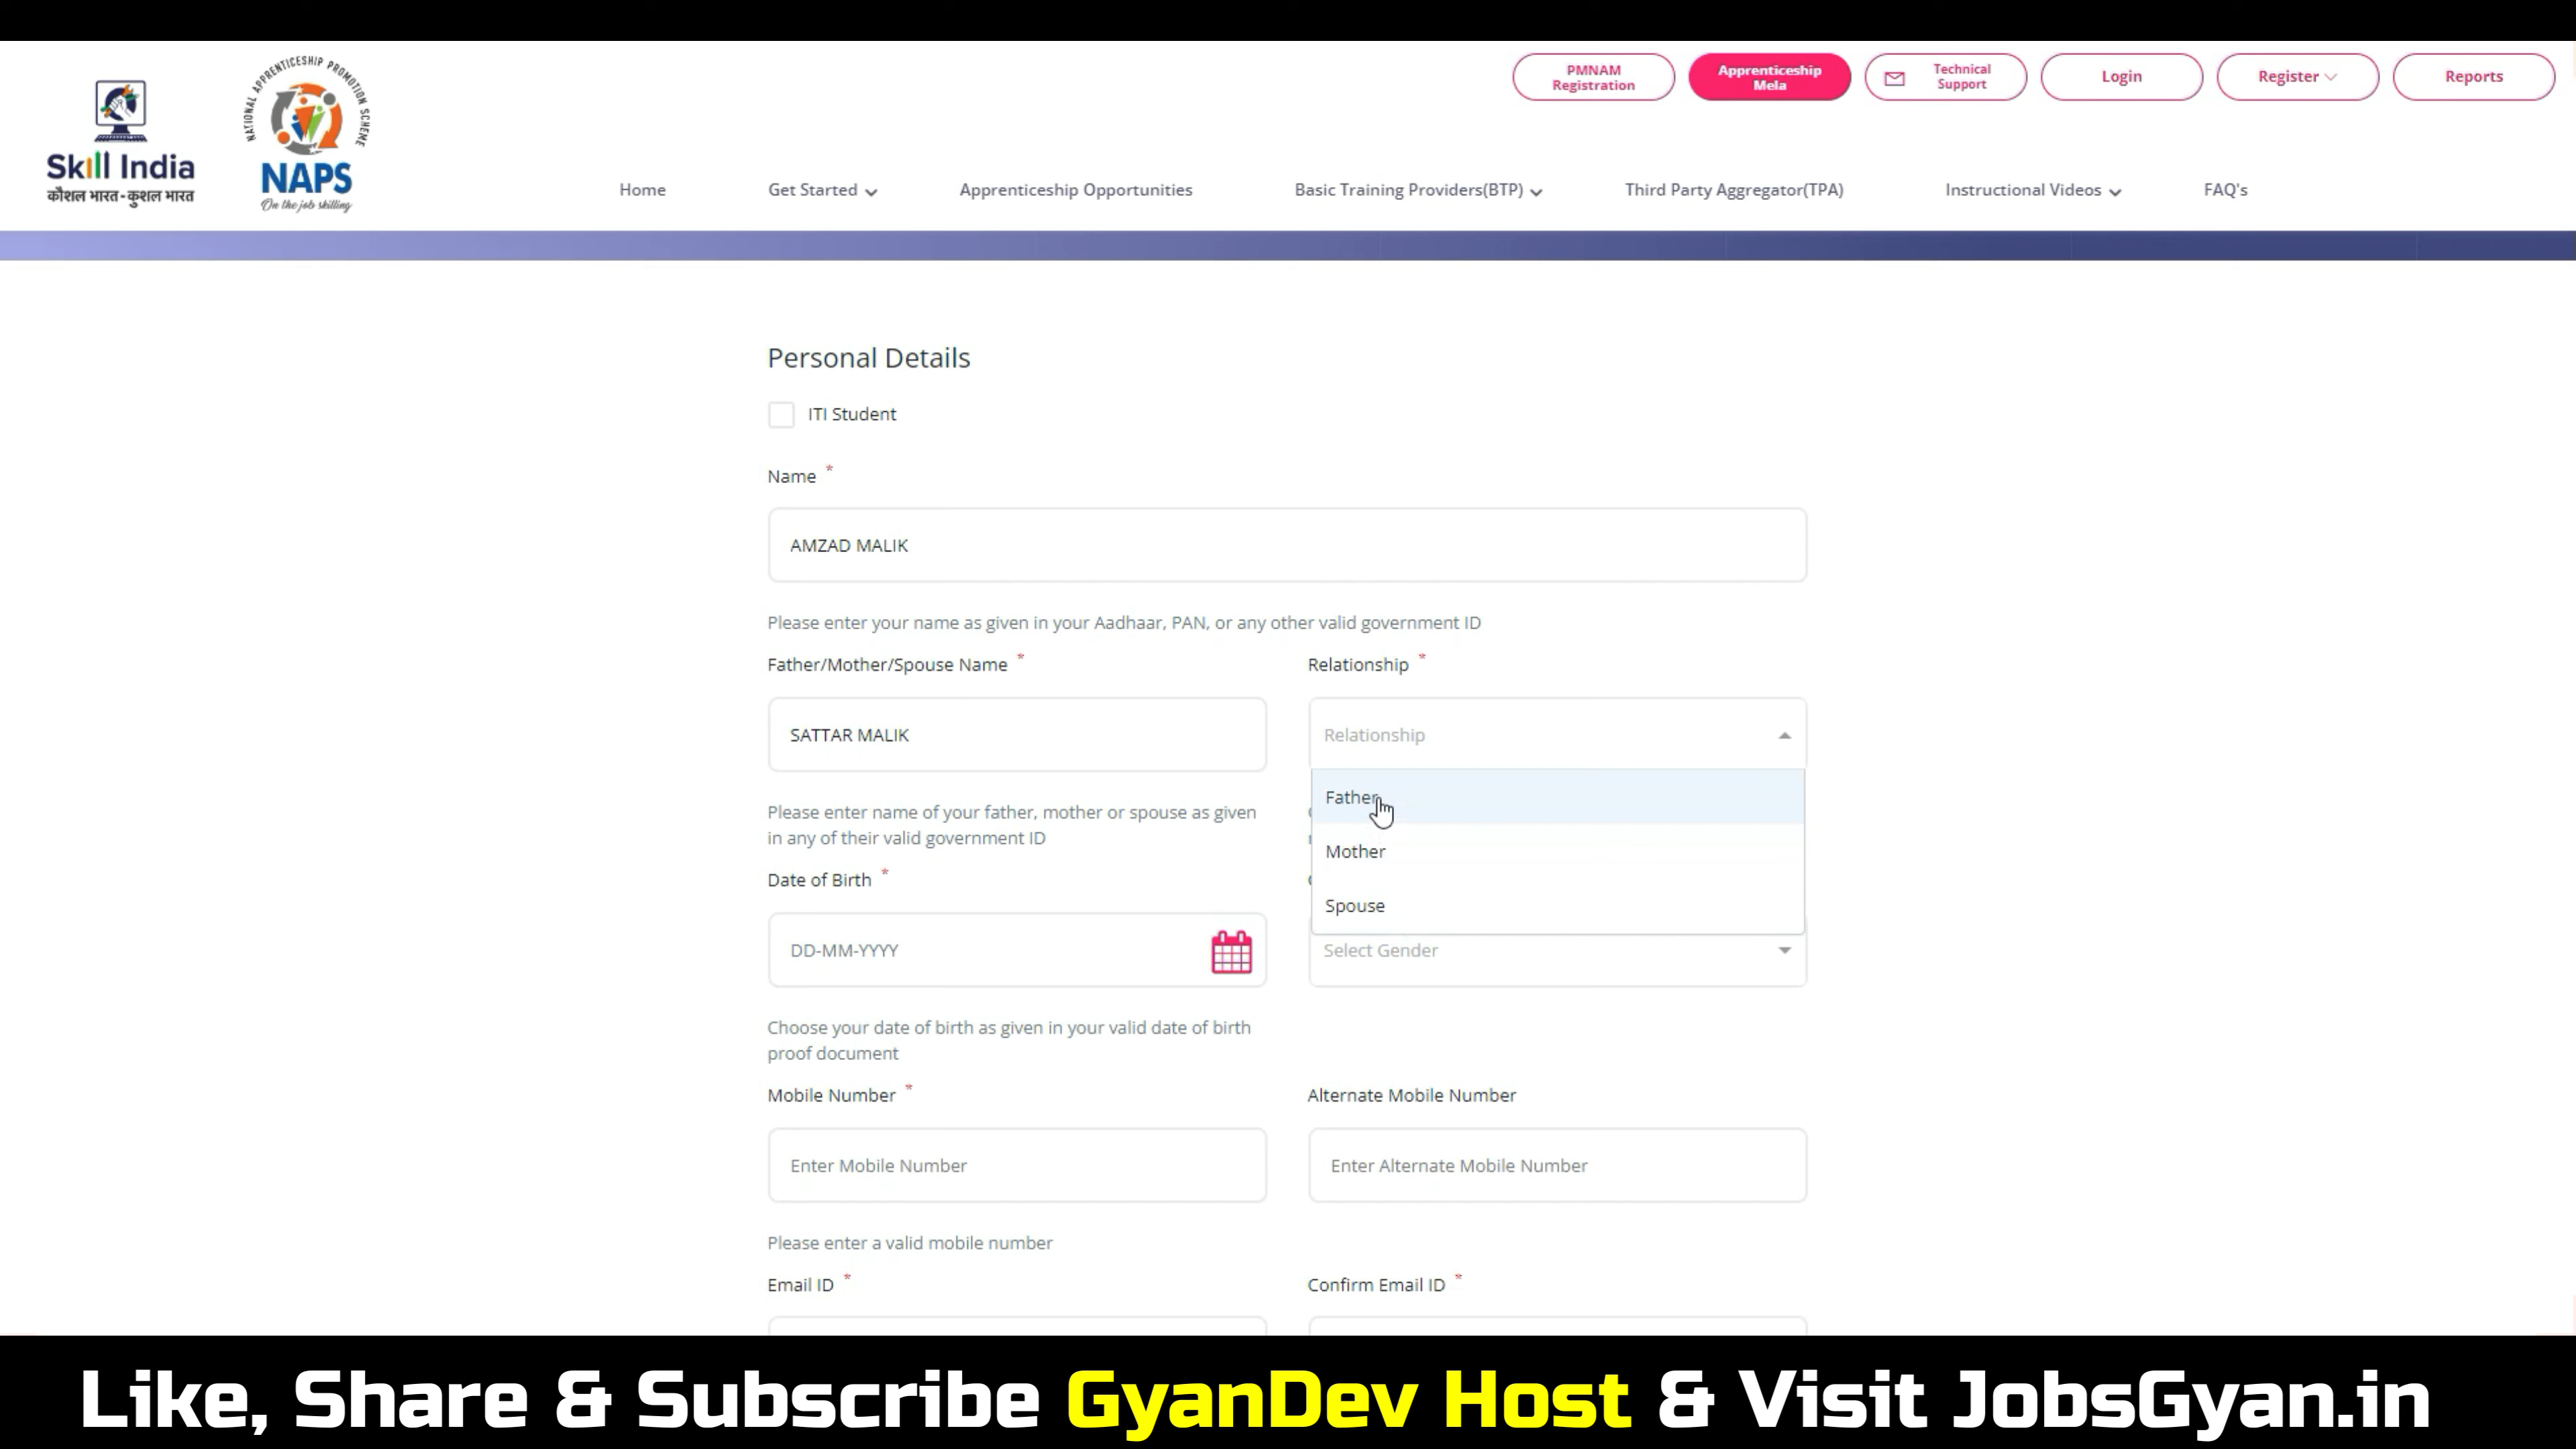 PMNAM
Registration
Apprenticeship
Mela
Technical
Support
Login
Register
Reports
Skill India
कौशल भारत-कुशल भारत
NATIONAL APPRENTICESHIP PROMOTION SCHEME
NAPS
On the job skilling
Home
Get Started
Apprenticeship Opportunities
Basic Training Providers(BTP)
Third Party Aggregator(TPA)
Instructional Videos
FAQ's
Personal Details
ITI Student
Name *
AMZAD MALIK
Please enter your name as given in your Aadhaar, PAN, or any other valid government ID
Father/Mother/Spouse Name *
Relationship *
SATTAR MALIK
Relationship
Father
Mother
Spouse
Please enter name of your father, mother or spouse as given
in any of their valid government ID
Date of Birth *
DD-MM-YYYY
Select Gender
Choose your date of birth as given in your valid date of birth
proof document
Mobile Number *
Alternate Mobile Number
Enter Mobile Number
Enter Alternate Mobile Number
Please enter a valid mobile number
Email ID *
Confirm Email ID *
Like, Share & Subscribe GyanDev Host & Visit JobsGyan.in